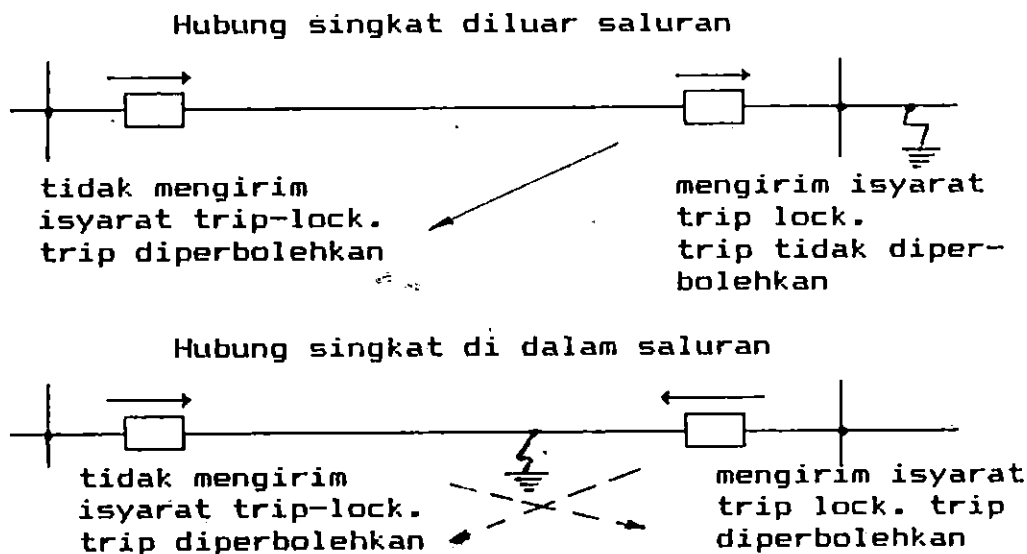 Hubung singkat diluar saluran
tidak mengirim
isyarat trip-lock.
trip diperbolehkan
mengirim isyarat
trip lock.
trip tidak diper-
bolehkan
Hubung singkat di dalam saluran
tidak mengirim
isyarat trip-lock.
trip diperbolehkan
mengirim isyarat
trip lock. trip
diperbolehkan